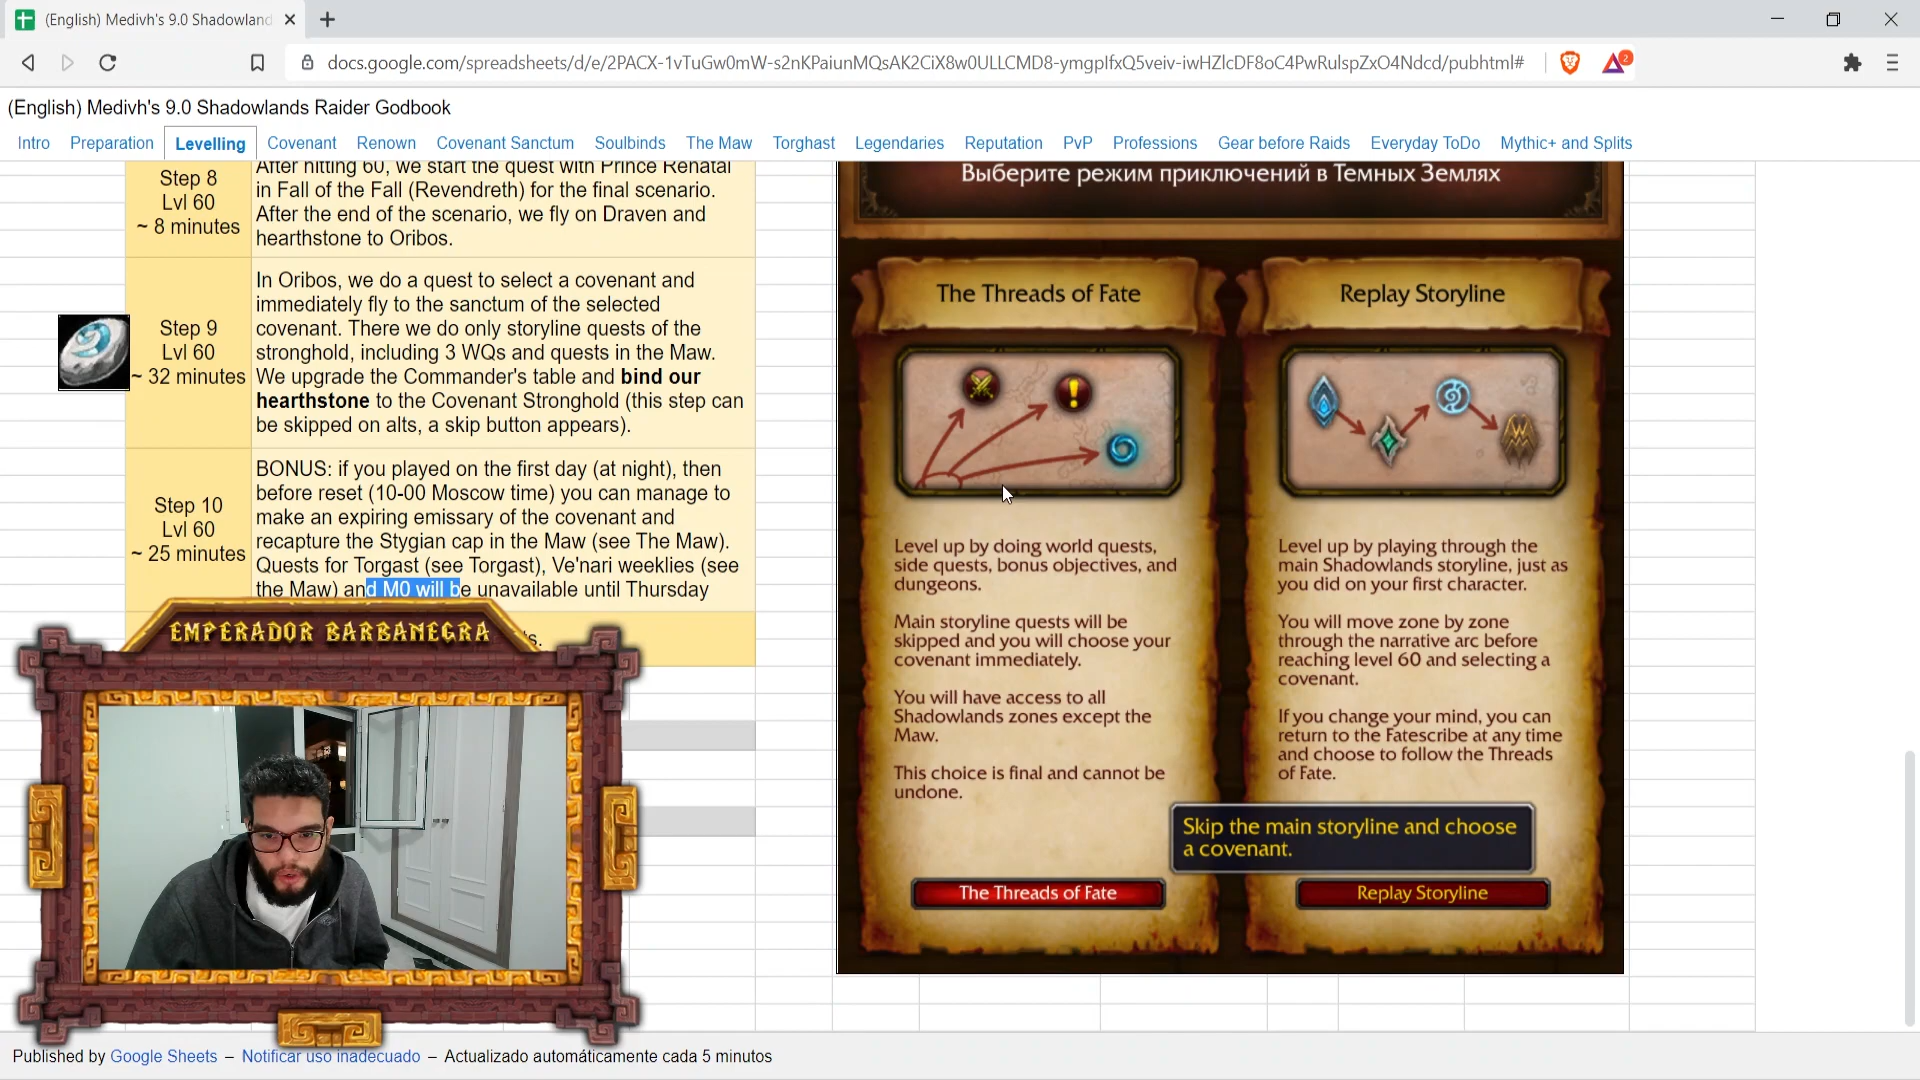 (English) Medivh's 9.0 Shadowland
docs.google.com/spreadsheets/d/e/2PACX-1vTuGw0mW-s2nKPaiunMQsAK2CiX8w0ULLCMD8-ymgplfxQ5veiv-iwHZlcDF8oC4PwRulspZxO4Ndcd/pubhtml#
2
(English) Medivh's 9.0 Shadowlands Raider Godbook
Intro Preparation Levelling Covenant Renown Covenant Sanctum Soulbinds The Maw Torghast Legendaries Reputation PvP Professions Gear before Raids Everyday ToDo Mythic+ and Splits
Step 8
Lvl 60
~ 8 minutes
After hitting 60, we start the quest with Prince Renatal
in Fall of the Fall (Revendreth) for the final scenario.
After the end of the scenario, we fly on Draven and
hearthstone to Oribos.
Step 9
Lvl 60
~ 32 minutes
In Oribos, we do a quest to select a covenant and
immediately fly to the sanctum of the selected
covenant. There we do only storyline quests of the
stronghold, including 3 WQs and quests in the Maw.
We upgrade the Commander's table and bind our
hearthstone to the Covenant Stronghold (this step can
be skipped on alts, a skip button appears).
Step 10
Lvl 60
~ 25 minutes
BONUS: if you played on the first day (at night), then
before reset (10-00 Moscow time) you can manage to
make an expiring emissary of the covenant and
recapture the Stygian cap in the Maw (see The Maw).
Quests for Torgast (see Torgast), Ve'nari weeklies (see
the Maw) and M0 will be unavailable until Thursday
EMPERADOR BARBANEGRA
Выберите режим приключений в Темных Землях
The Threads of Fate
Level up by doing world quests,
side quests, bonus objectives, and
dungeons.
Main storyline quests will be
skipped and you will choose your
covenant immediately.
You will have access to all
Shadowlands zones except the
Maw.
This choice is final and cannot be
undone.
The Threads of Fate
Replay Storyline
Level up by playing through the
main Shadowlands storyline, just as
you did on your first character.
You will move zone by zone
through the narrative arc before
reaching level 60 and selecting a
covenant.
If you change your mind, you can
return to the Fatescribe at any time
and choose to follow the Threads
of Fate.
Skip the main storyline and choose
a covenant.
Replay Storyline
Published by Google Sheets – Notificar uso inadecuado – Actualizado automáticamente cada 5 minutos